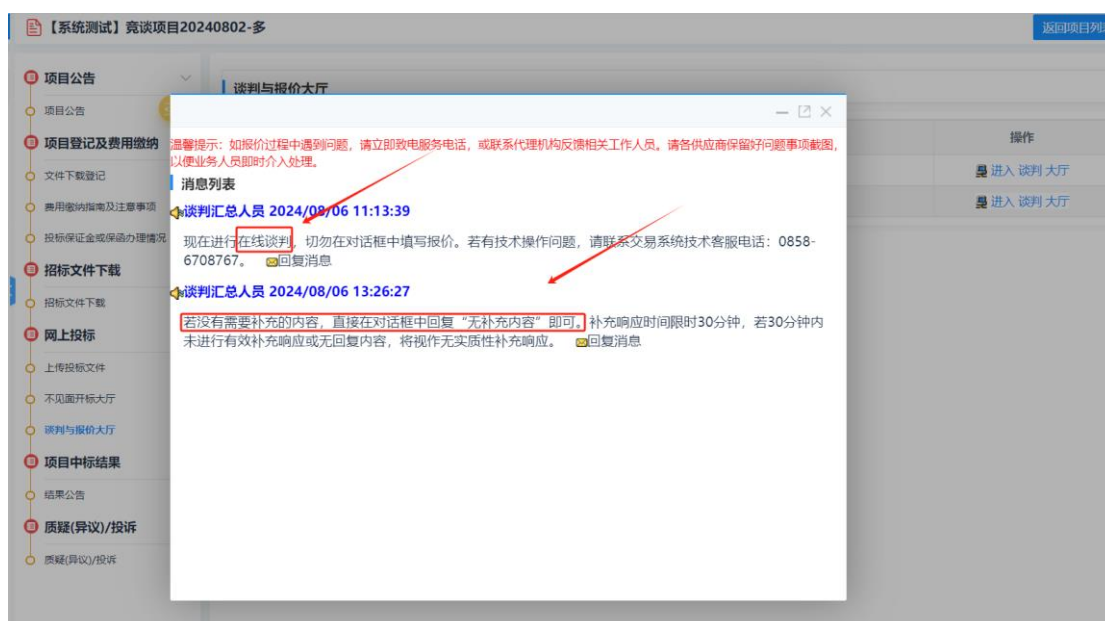 【系统测试】竞谈项目20240802-多
返回项目列
项目公告
项目公告
项目登记及费用缴纳
文件下载登记
费用缴纳指南及注意事项
投标保证金或保函办理情况
招标文件下载
招标文件下载
网上投标
上传投标文件
不见面开标大厅
谈判与报价大厅
项目中标结果
结果公告
质疑(异议)/投诉
质疑(异议)/投诉
谈判与报价大厅
操作
进入 谈判 大厅
进入 谈判 大厅
温馨提示：如报价过程中遇到问题，请立即致电服务电话，或联系代理机构反馈相关工作人员。请各供应商保留好问题事项截图，
以便业务人员即时介入处理。
消息列表
谈判汇总人员 2024/08/06 11:13:39
现在进行在线谈判，切勿在对话框中填写报价。若有技术操作问题，请联系交易系统技术客服电话：0858-
6708767。 回复消息
谈判汇总人员 2024/08/06 13:26:27
若没有需要补充的内容，直接在对话框中回复“无补充内容”即可。补充响应时间限时30分钟，若30分钟内
未进行有效补充响应或无回复内容，将视作无实质性补充响应。 回复消息